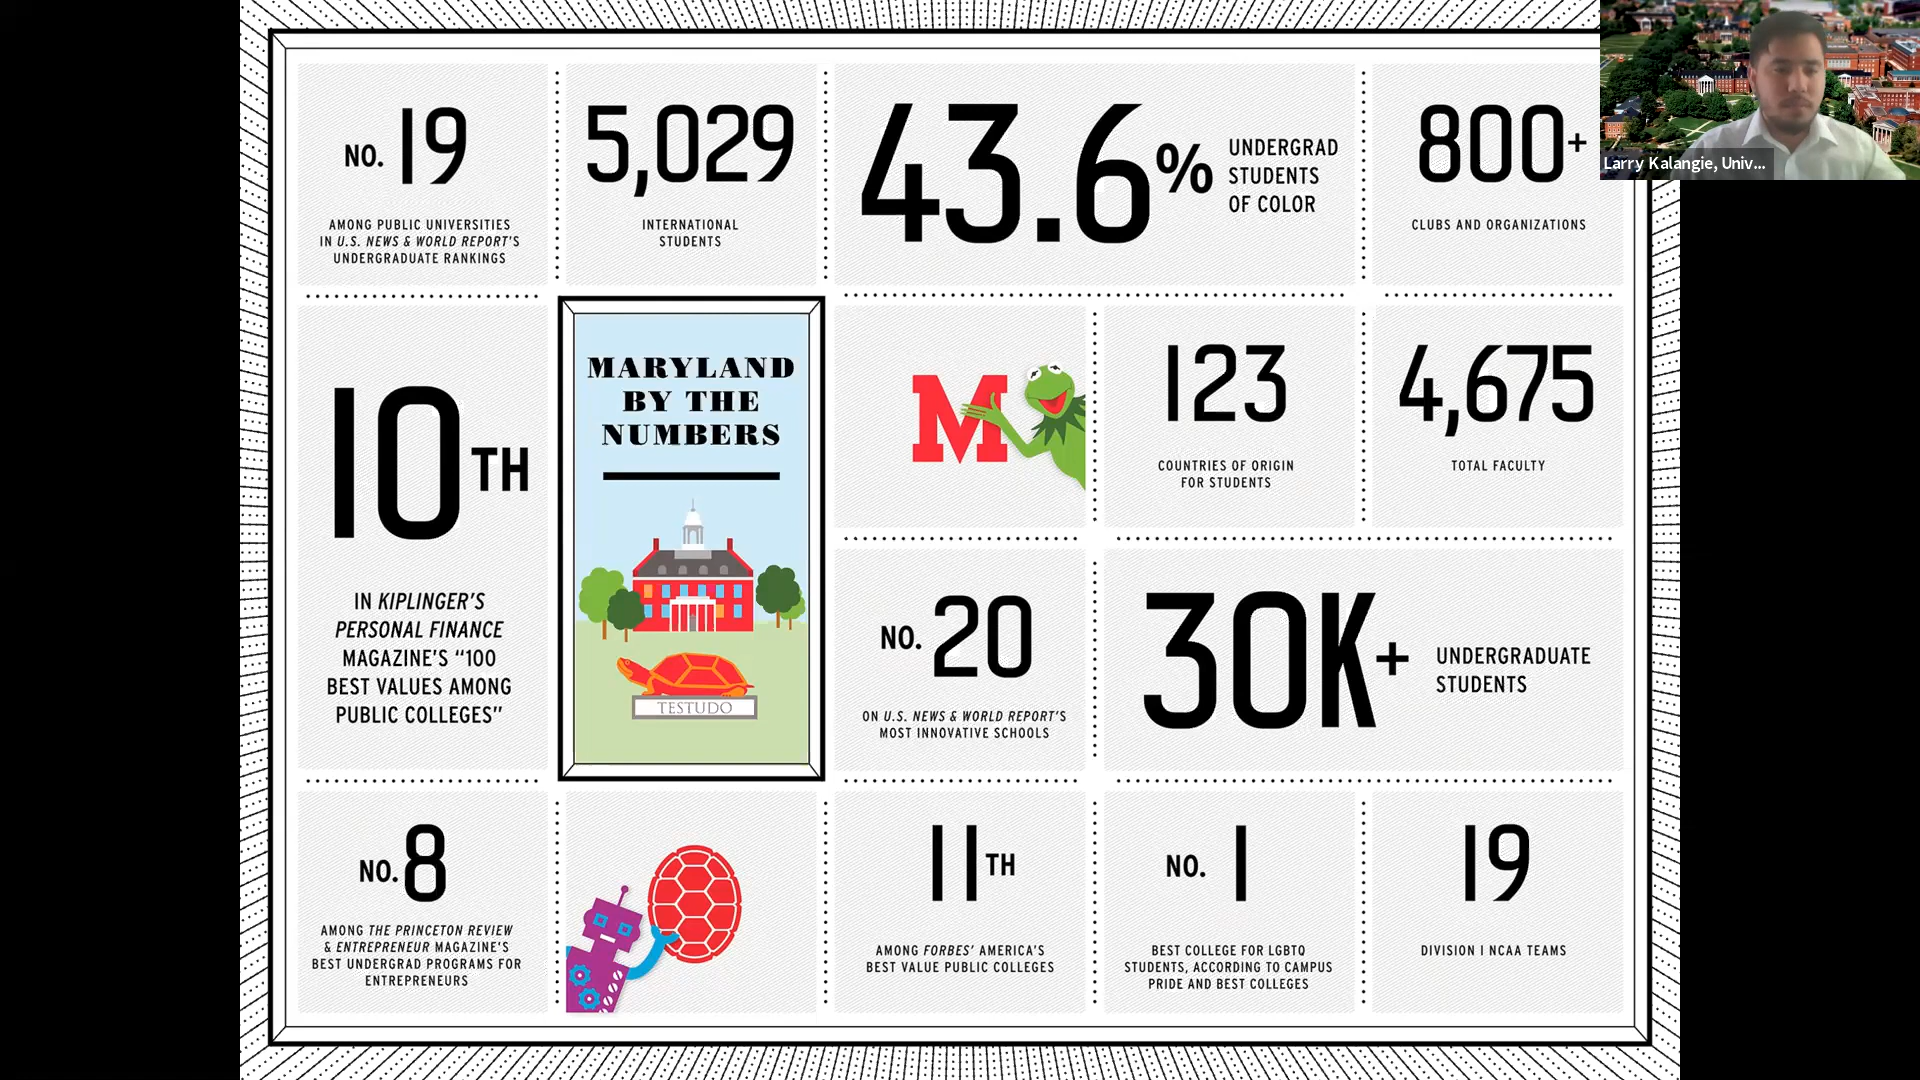 NO. 19
AMONG PUBLIC UNIVERSITIES
IN U.S. NEWS & WORLD REPORT'S
UNDERGRADUATE RANKINGS
5,029
INTERNATIONAL
STUDENTS
43.6%
UNDERGRAD
STUDENTS
OF COLOR
800+
CLUBS AND ORGANIZATIONS
Larry Kalangie, Univ...
10TH
IN KIPLINGER'S
PERSONAL FINANCE
MAGAZINE'S “100
BEST VALUES AMONG
PUBLIC COLLEGES”
MARYLAND
BY THE
NUMBERS
TESTUDO
M
123
COUNTRIES OF ORIGIN
FOR STUDENTS
4,675
TOTAL FACULTY
NO. 20
ON U.S. NEWS & WORLD REPORT'S
MOST INNOVATIVE SCHOOLS
30K+
UNDERGRADUATE
STUDENTS
NO. 8
AMONG THE PRINCETON REVIEW
& ENTREPRENEUR MAGAZINE'S
BEST UNDERGRAD PROGRAMS FOR
ENTREPRENEURS
11TH
AMONG FORBES' AMERICA'S
BEST VALUE PUBLIC COLLEGES
NO. 1
BEST COLLEGE FOR LGBTQ
STUDENTS, ACCORDING TO CAMPUS
PRIDE AND BEST COLLEGES
19
DIVISION I NCAA TEAMS